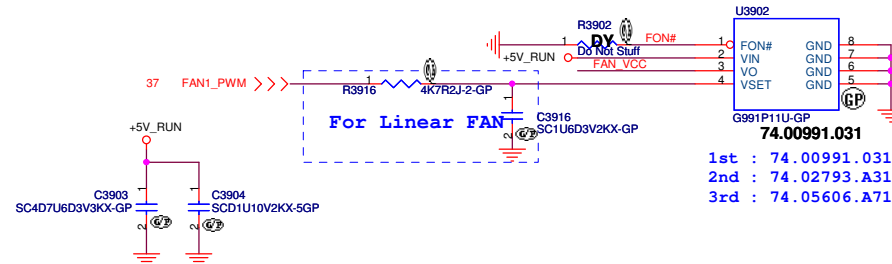 U3902
R3902
1
2
DY
Do Not Stuff
FON#
1
FON#
GND
8
+5V_RUN
2
VIN
GND
7
FAN_VCC
3
VO
GND
6
4
VSET
GND
5
GP
G991P11U-GP
74.00991.031
37
FAN1_PWM
R3916
1
2
4K7R2J-2-GP
For Linear FAN
1
C3916
SC1U6D3V2KX-GP
2
1st : 74.00991.031
2nd : 74.02793.A31
3rd : 74.05606.A71
+5V_RUN
1
C3903
SC4D7U6D3V3KX-GP
2
1
C3904
SCD1U10V2KX-5GP
2